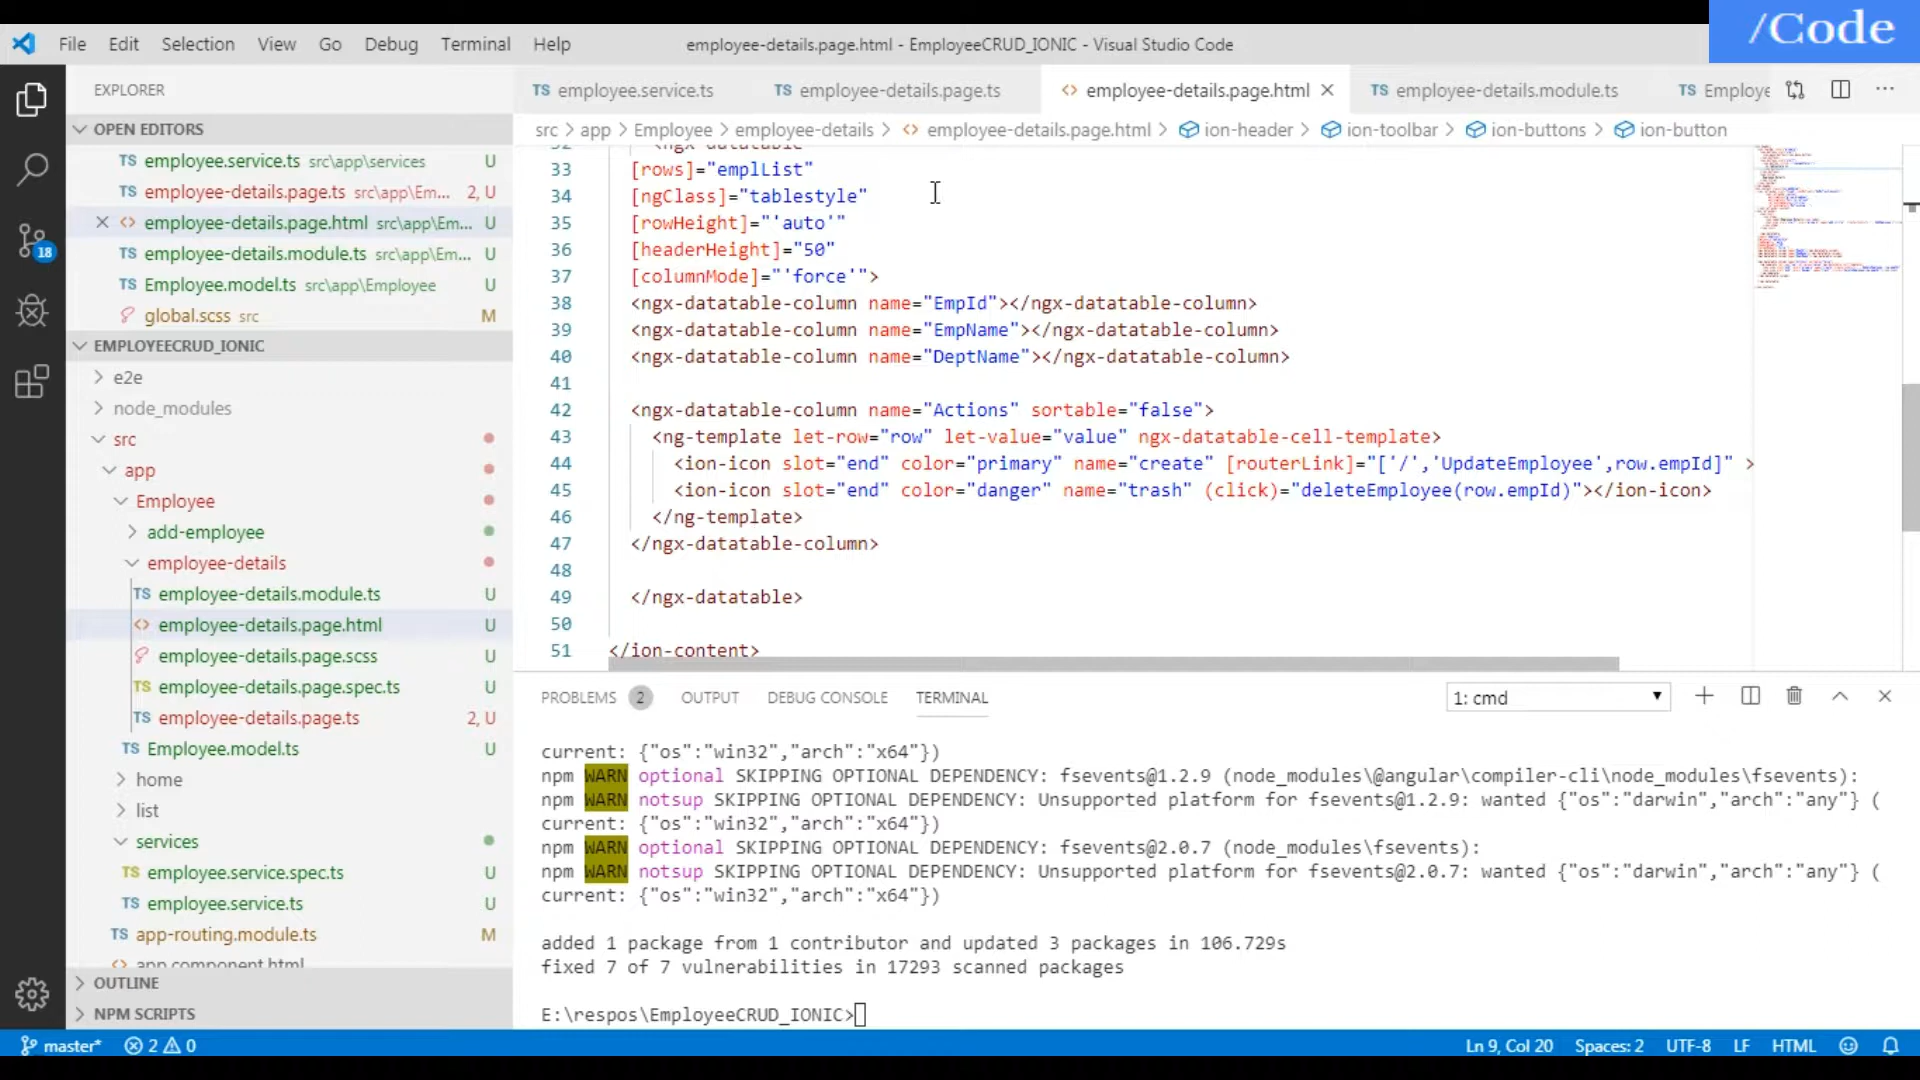 /Code
File Edit Selection View Go Debug Terminal Help
employee-details.page.html - EmployeeCRUD_IONIC - Visual Studio Code
EXPLORER
OPEN EDITORS
TS employee.service.ts src\app\services U
TS employee-details.page.ts src\app\Em... 2, U
<> employee-details.page.html src\app\Em... U
TS employee-details.module.ts src\app\Em... U
TS Employee.model.ts src\app\Employee U
global.scss src M
EMPLOYEECRUD_IONIC
e2e
node_modules
src
app
Employee
add-employee
employee-details
TS employee-details.module.ts U
<> employee-details.page.html U
employee-details.page.scss U
TS employee-details.page.spec.ts U
TS employee-details.page.ts 2, U
TS Employee.model.ts U
home
list
services
TS employee.service.spec.ts U
TS employee.service.ts U
TS app-routing.module.ts M
<> app.component.html
OUTLINE
NPM SCRIPTS
18
TS employee.service.ts TS employee-details.page.ts <> employee-details.page.html TS employee-details.module.ts TS Employe
src > app > Employee > employee-details > <> employee-details.page.html > ion-header > ion-toolbar > ion-buttons > ion-button
32 <ngx-datatable
33 [rows]="emplList"
34 [ngClass]="tablestyle"
35 [rowHeight]="'auto'"
36 [headerHeight]="50"
37 [columnMode]="'force'">
38 <ngx-datatable-column name="EmpId"></ngx-datatable-column>
39 <ngx-datatable-column name="EmpName"></ngx-datatable-column>
40 <ngx-datatable-column name="DeptName"></ngx-datatable-column>
41
42 <ngx-datatable-column name="Actions" sortable="false">
43 <ng-template let-row="row" let-value="value" ngx-datatable-cell-template>
44 <ion-icon slot="end" color="primary" name="create" [routerLink]="['/','UpdateEmployee',row.empId]" >
45 <ion-icon slot="end" color="danger" name="trash" (click)="deleteEmployee(row.empId)"></ion-icon>
46 </ng-template>
47 </ngx-datatable-column>
48
49 </ngx-datatable>
50
51 </ion-content>
PROBLEMS 2 OUTPUT DEBUG CONSOLE TERMINAL 1: cmd
current: {"os":"win32","arch":"x64"})
npm WARN optional SKIPPING OPTIONAL DEPENDENCY: fsevents@1.2.9 (node_modules\@angular\compiler-cli\node_modules\fsevents):
npm WARN notsup SKIPPING OPTIONAL DEPENDENCY: Unsupported platform for fsevents@1.2.9: wanted {"os":"darwin","arch":"any"} (
current: {"os":"win32","arch":"x64"})
npm WARN optional SKIPPING OPTIONAL DEPENDENCY: fsevents@2.0.7 (node_modules\fsevents):
npm WARN notsup SKIPPING OPTIONAL DEPENDENCY: Unsupported platform for fsevents@2.0.7: wanted {"os":"darwin","arch":"any"} (
current: {"os":"win32","arch":"x64"})
added 1 package from 1 contributor and updated 3 packages in 106.729s
fixed 7 of 7 vulnerabilities in 17293 scanned packages
E:\respos\EmployeeCRUD_IONIC>
master* 2 0 Ln 9, Col 20 Spaces: 2 UTF-8 LF HTML